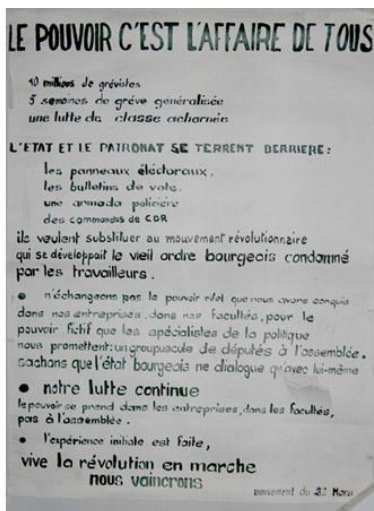 LE POUVOIR C'EST L'AFFAIRE DE TOUS
10 millions de grévistes
5 semaines de grève généralisée
une lutte de classe acharnée
L'ETAT ET LE PATRONAT SE TERRENT DERRIERE :
les panneaux éléctoraux.
les bulletins de vote.
une armada policière
des commandos de CDR
ils veulent substituer au mouvement révolutionnaire
qui se développait le vieil ordre bourgeois condamné
par les travailleurs.
• n'échangeons pas le pouvoir réel que nous avons conquis
dans nos entreprises, dans nos facultés, pour le
pouvoir fictif que les spécialistes de la politique
nous promettent: un groupuscule de députés à l'assemblée.
sachons que l'état bourgeois ne dialogue qu'avec lui-même
• notre lutte continue
le pouvoir se prend dans les entreprises, dans les facultés,
pas à l'assemblée.
• l'expérience initiale est faite,
vive la révolution en marche
nous vaincrons
mouvement du 22 Mars